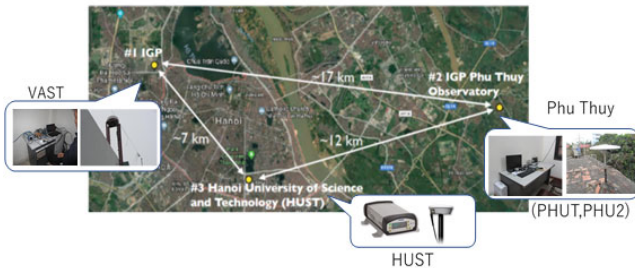 #1 IGP
~17 km
#2 IGP Phu Thuy
Observatory
VAST
Phu Thuy
~7 km
Hanoi
~12 km
#3 Hanoi University of Science
and Technology (HUST)
(PHUT,PHU2)
HUST